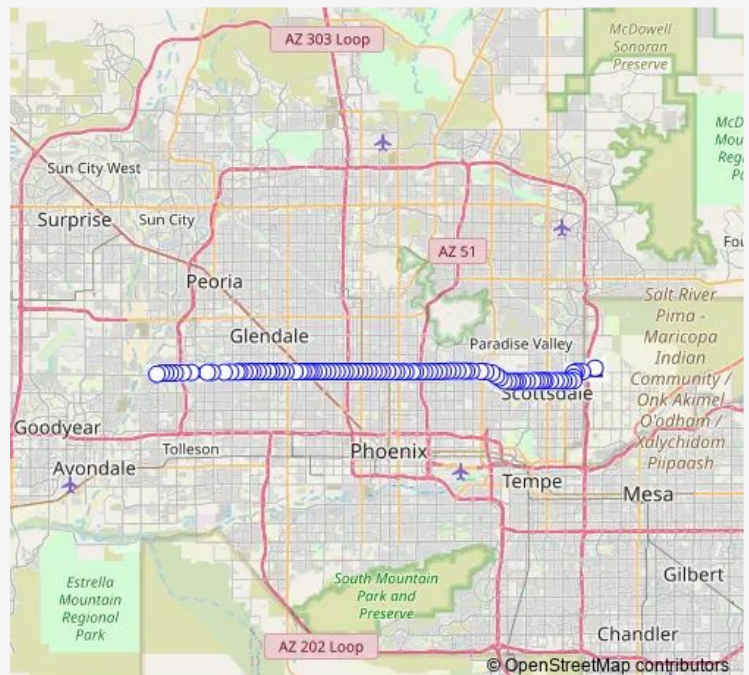 AZ 303 Loop
McDowell
Sonoran
Preserve
McD
Mou
Reg
Pa
Sun City West
Surprise
Sun City
AZ 51
Fou
Peoria
Glendale
Paradise Valley
Salt River
Pima -
Maricopa
Indian
Community /
Onk Akimel
O'odham /
Xalychidom
Piipaash
Scottsdale
Goodyear
Tolleson
Phoenix
Avondale
Tempe
Mesa
Estrella
Mountain
Regional
Park
South Mountain
Park and
Preserve
Gilbert
Chandler
AZ 202 Loop
© OpenStreetMap contributors